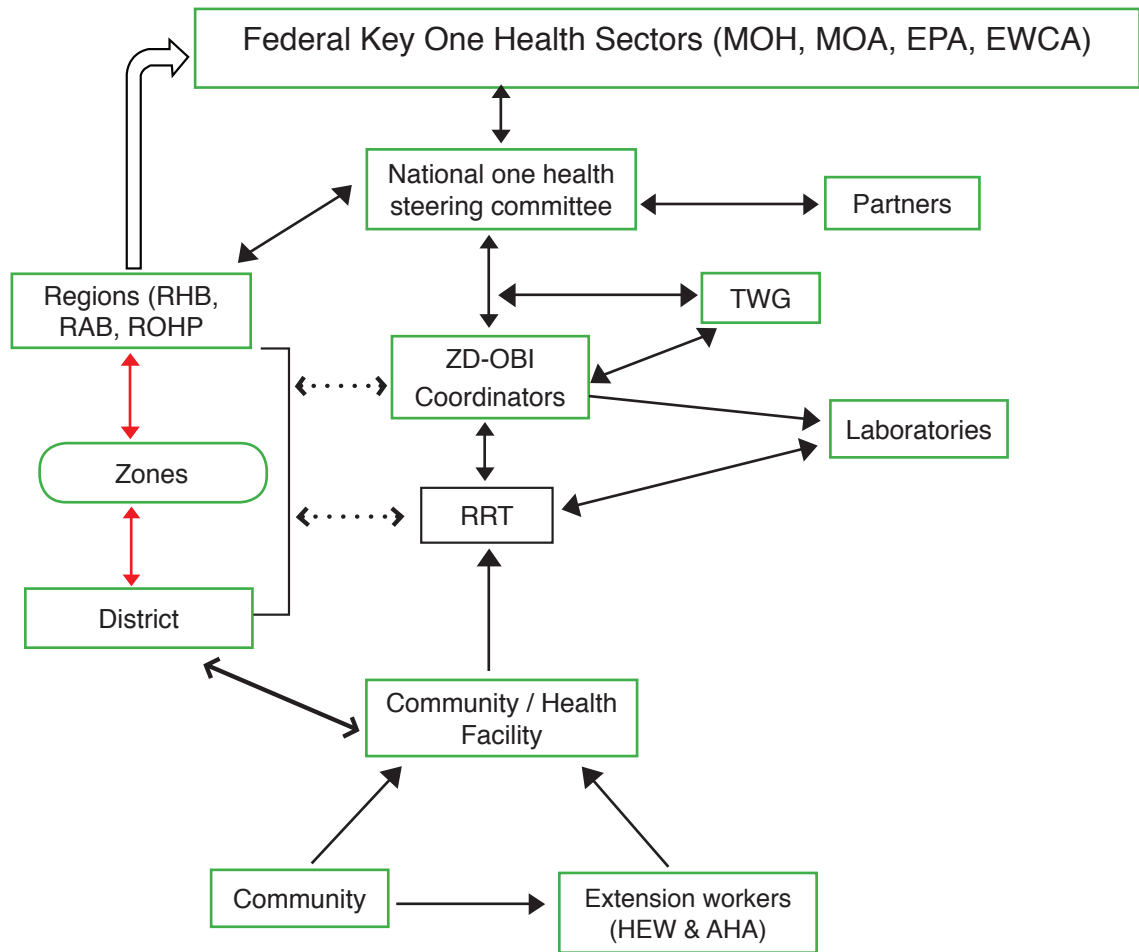 Federal Key One Health Sectors (MOH, MOA, EPA, EWCA)
National one health
steering committee
Partners
Regions (RHB,
RAB, ROHP
TWG
ZD-OBI
Coordinators
Laboratories
Zones
RRT
District
Community / Health
Facility
Community
Extension workers
(HEW & AHA)